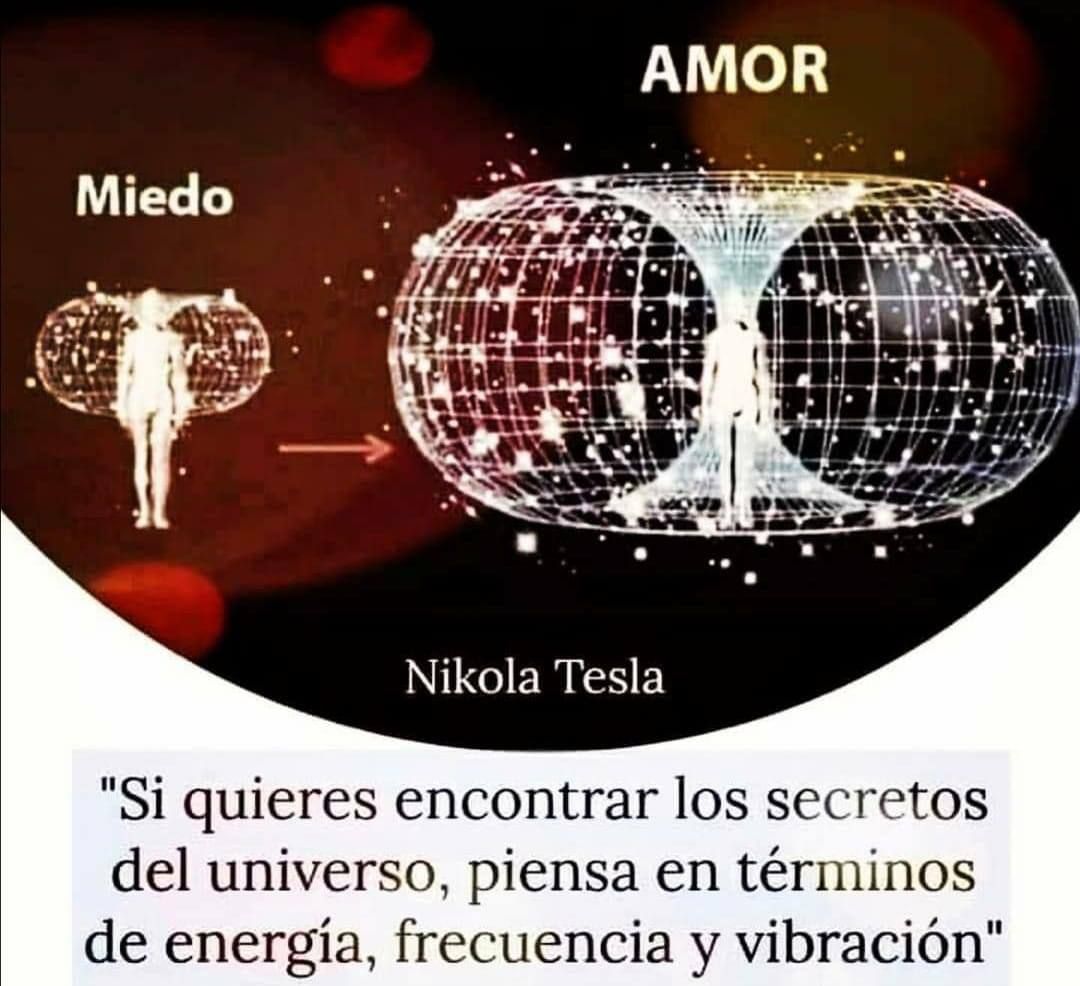 AMOR
Miedo
Nikola Tesla
"Si quieres encontrar los secretos
del universo, piensa en términos
de energía, frecuencia y vibración"